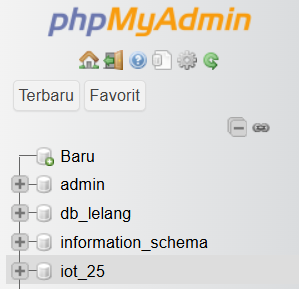 phpMyAdmin
Terbaru Favorit
Baru
admin
db_lelang
information_schema
iot_25